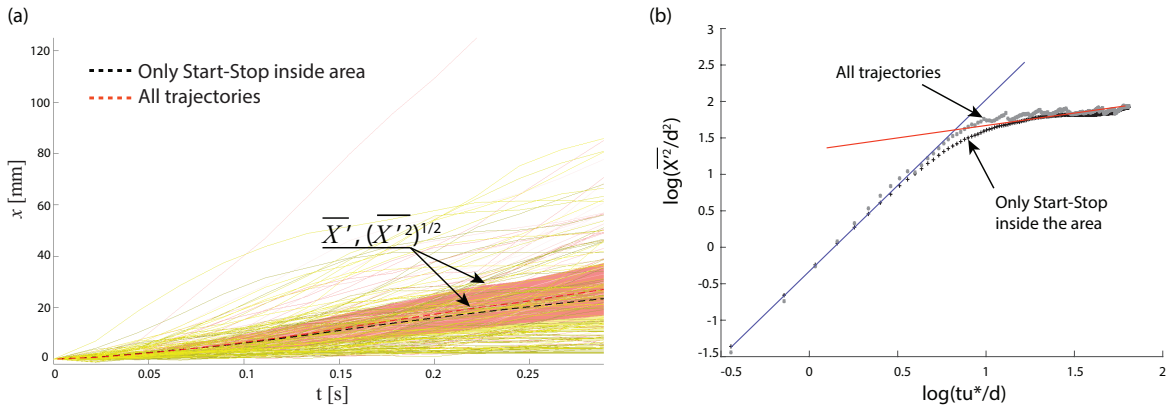 (a)
120
100
80
60
40
20
0
x [mm]
Only Start-Stop inside area
All trajectories
X̅'̅, (X̅'̅²̅)^1/2
0
0.05
0.1
0.15
0.2
0.25
t [s]
(b)
3
2.5
2
1.5
1
0.5
0
-0.5
-1
-1.5
log(X̅'̅²̅/d²)
All trajectories
Only Start-Stop
inside the area
-0.5
0
0.5
1
1.5
2
log(tu*/d)